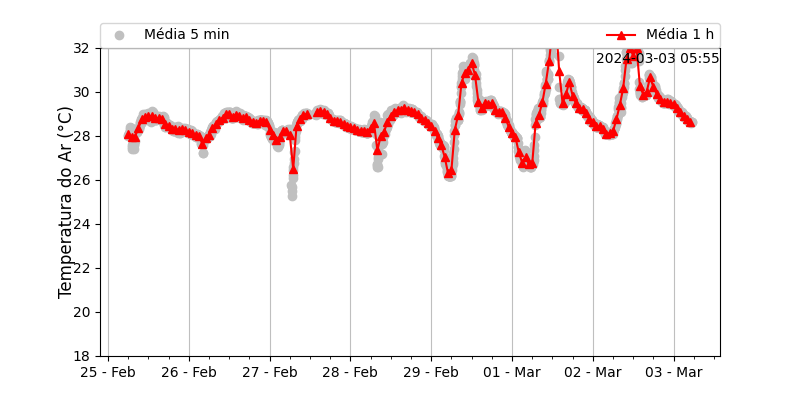 Média 5 min
Média 1 h
2024-03-03 05:55
Temperatura do Ar (°C)
32
30
28
26
24
22
20
18
25 - Feb
26 - Feb
27 - Feb
28 - Feb
29 - Feb
01 - Mar
02 - Mar
03 - Mar